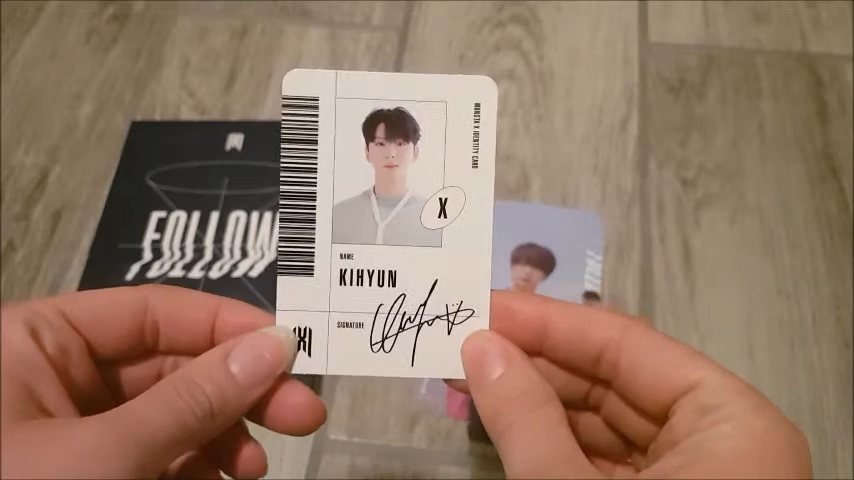 MONSTA X IDENTITY CARD
X
NAME
KIHYUN
SIGNATURE
FOLLOW